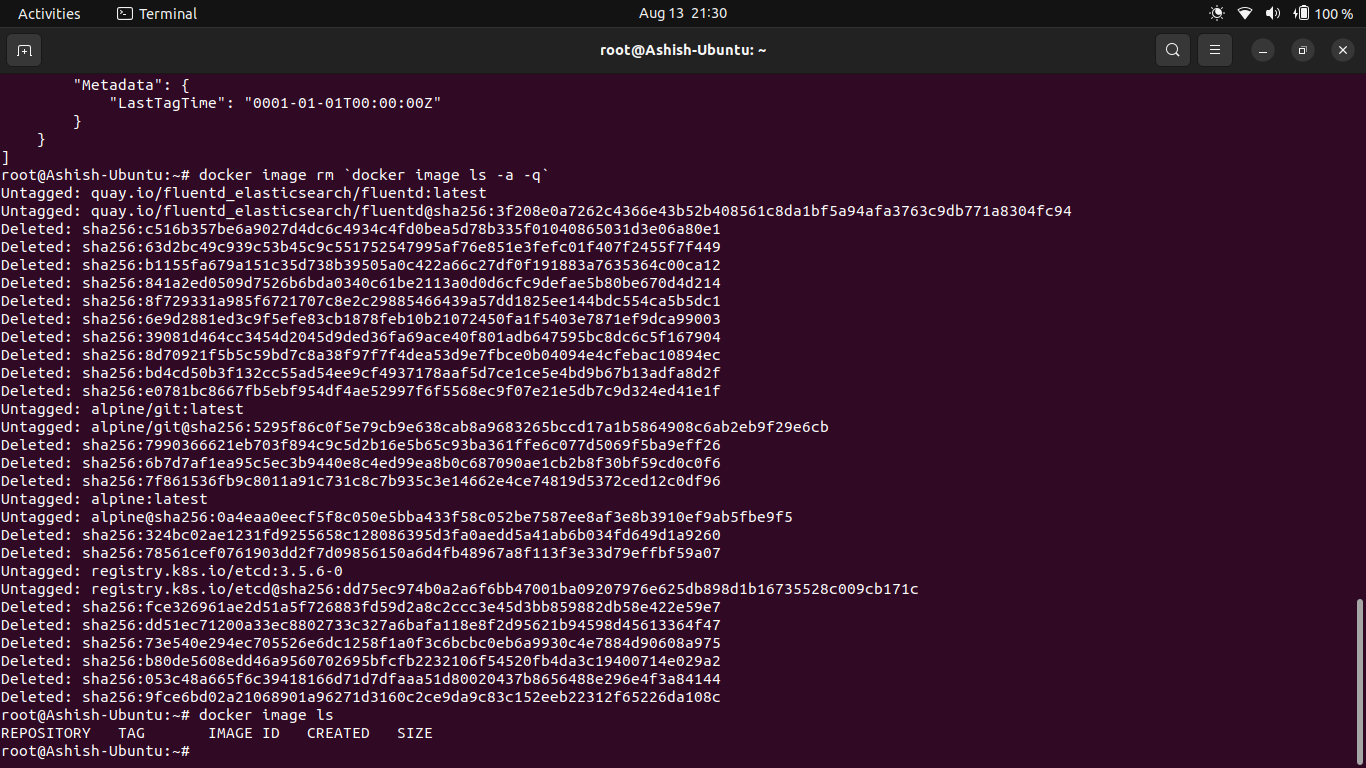 Activities
Terminal
Aug 13 21:30
100 %
root@Ashish-Ubuntu: ~
        "Metadata": {
            "LastTagTime": "0001-01-01T00:00:00Z"
        }
    }
]
root@Ashish-Ubuntu:~# docker image rm `docker image ls -a -q`
Untagged: quay.io/fluentd_elasticsearch/fluentd:latest
Untagged: quay.io/fluentd_elasticsearch/fluentd@sha256:3f208e0a7262c4366e43b52b408561c8da1bf5a94afa3763c9db771a8304fc94
Deleted: sha256:c516b357be6a9027d4dc6c4934c4fd0bea5d78b335f01040865031d3e06a80e1
Deleted: sha256:63d2bc49c939c53b45c9c551752547995af76e851e3fefc01f407f2455f7f449
Deleted: sha256:b1155fa679a151c35d738b39505a0c422a66c27df0f191883a7635364c00ca12
Deleted: sha256:841a2ed0509d7526b6bda0340c61be2113a0d0d6cfc9defae5b80be670d4d214
Deleted: sha256:8f729331a985f6721707c8e2c29885466439a57dd1825ee144bdc554ca5b5dc1
Deleted: sha256:6e9d2881ed3c9f5efe83cb1878feb10b21072450fa1f5403e7871ef9dca99003
Deleted: sha256:39081d464cc3454d2045d9ded36fa69ace40f801adb647595bc8dc6c5f167904
Deleted: sha256:8d70921f5b5c59bd7c8a38f97f7f4dea53d9e7fbce0b04094e4cfebac10894ec
Deleted: sha256:bd4cd50b3f132cc55ad54ee9cf4937178aaf5d7ce1ce5e4bd9b67b13adfa8d2f
Deleted: sha256:e0781bc8667fb5ebf954df4ae52997f6f5568ec9f07e21e5db7c9d324ed41e1f
Untagged: alpine/git:latest
Untagged: alpine/git@sha256:5295f86c0f5e79cb9e638cab8a9683265bccd17a1b5864908c6ab2eb9f29e6cb
Deleted: sha256:7990366621eb703f894c9c5d2b16e5b65c93ba361ffe6c077d5069f5ba9eff26
Deleted: sha256:6b7d7af1ea95c5ec3b9440e8c4ed99ea8b0c687090ae1cb2b8f30bf59cd0c0f6
Deleted: sha256:7f861536fb9c8011a91c731c8c7b935c3e14662e4ce74819d5372ced12c0df96
Untagged: alpine:latest
Untagged: alpine@sha256:0a4eaa0eecf5f8c050e5bba433f58c052be7587ee8af3e8b3910ef9ab5fbe9f5
Deleted: sha256:324bc02ae1231fd9255658c128086395d3fa0aedd5a41ab6b034fd649d1a9260
Deleted: sha256:78561cef0761903dd2f7d09856150a6d4fb48967a8f113f3e33d79effbf59a07
Untagged: registry.k8s.io/etcd:3.5.6-0
Untagged: registry.k8s.io/etcd@sha256:dd75ec974b0a2a6f6bb47001ba09207976e625db898d1b16735528c009cb171c
Deleted: sha256:fce326961ae2d51a5f726883fd59d2a8c2ccc3e45d3bb859882db58e422e59e7
Deleted: sha256:dd51ec71200a33ec8802733c327a6bafa118e8f2d95621b94598d45613364f47
Deleted: sha256:73e540e294ec705526e6dc1258f1a0f3c6bcbc0eb6a9930c4e7884d90608a975
Deleted: sha256:b80de5608edd46a9560702695bfcfb2232106f54520fb4da3c19400714e029a2
Deleted: sha256:053c48a665f6c39418166d71d7dfaaa51d80020437b8656488e296e4f3a84144
Deleted: sha256:9fce6bd02a21068901a96271d3160c2ce9da9c83c152eeb22312f65226da108c
root@Ashish-Ubuntu:~# docker image ls
REPOSITORY   TAG       IMAGE ID   CREATED   SIZE
root@Ashish-Ubuntu:~#